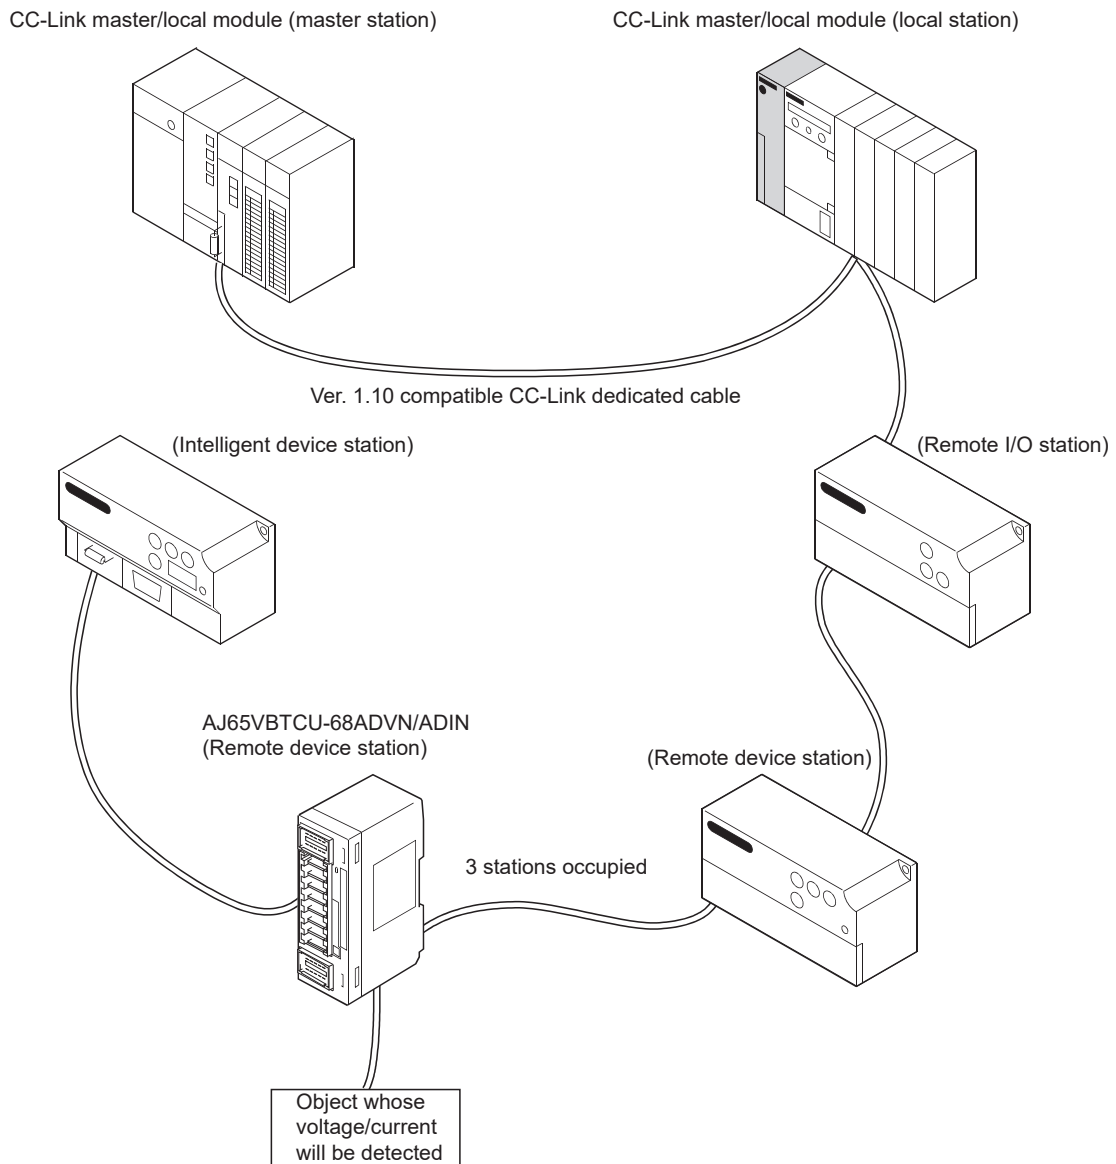 CC-Link master/local module (master station)
CC-Link master/local module (local station)
Ver. 1.10 compatible CC-Link dedicated cable
(Intelligent device station)
(Remote I/O station)
AJ65VBTCU-68ADVN/ADIN
(Remote device station)
(Remote device station)
3 stations occupied
Object whose
voltage/current
will be detected